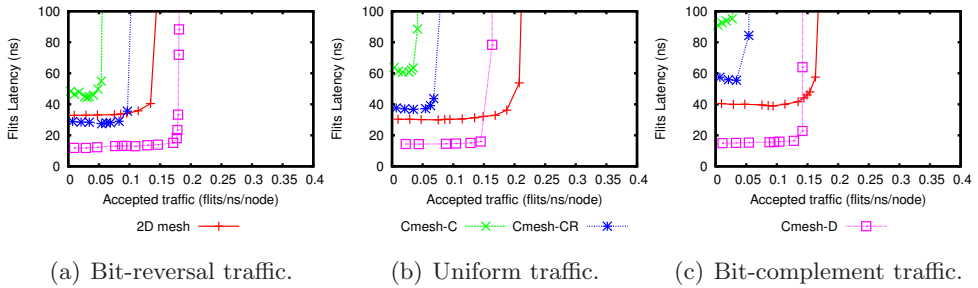 100
80
60
40
20
0
Flits Latency (ns)
0 0.05 0.1 0.15 0.2 0.25 0.3 0.35 0.4
Accepted traffic (flits/ns/node)
100
80
60
40
20
0
Flits Latency (ns)
0 0.05 0.1 0.15 0.2 0.25 0.3 0.35 0.4
Accepted traffic (flits/ns/node)
100
80
60
40
20
0
Flits Latency (ns)
0 0.05 0.1 0.15 0.2 0.25 0.3 0.35 0.4
Accepted traffic (flits/ns/node)
2D mesh Cmesh-C Cmesh-CR Cmesh-D
(a) Bit-reversal traffic. (b) Uniform traffic. (c) Bit-complement traffic.